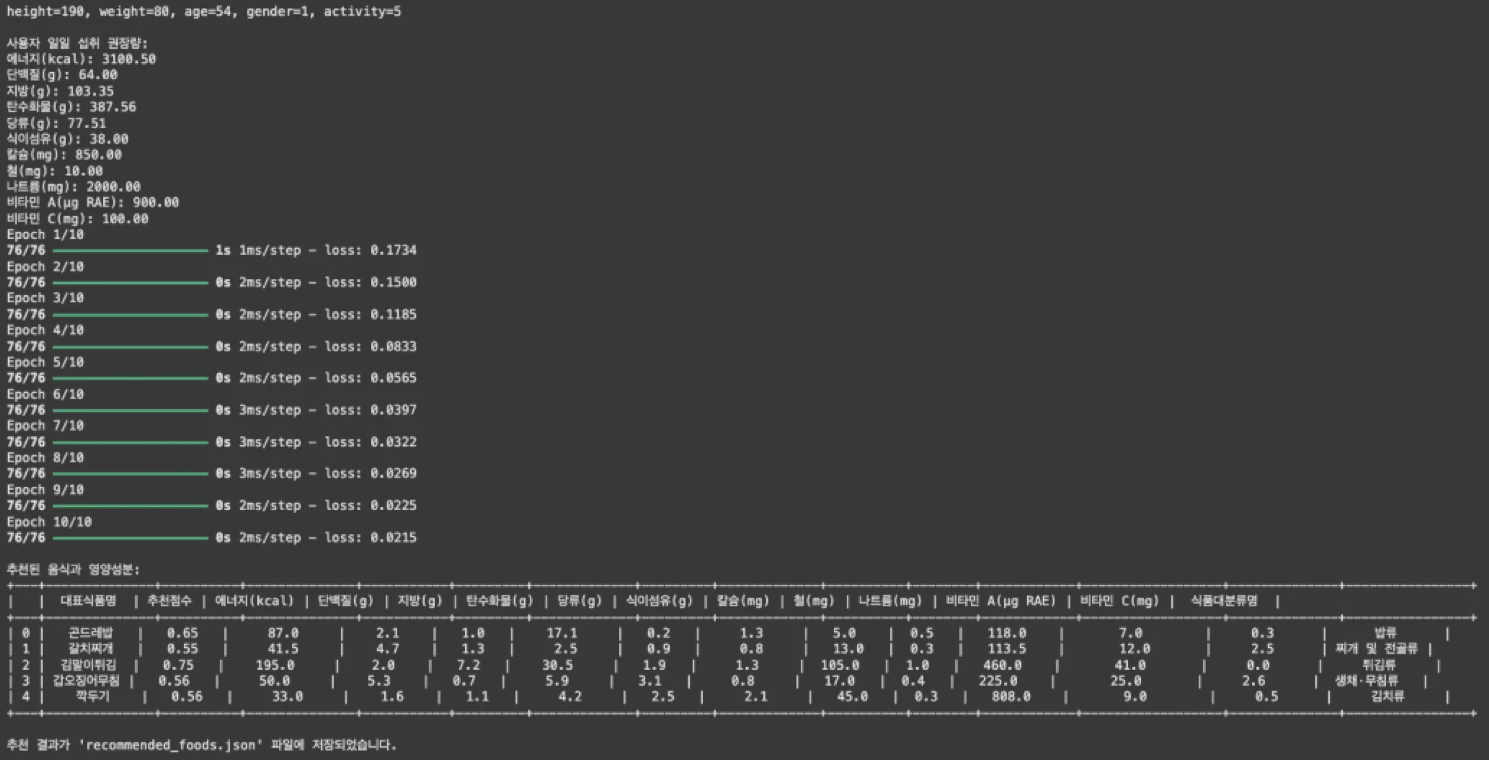 height=190, weight=80, age=54, gender=1, activity=5
사용자 일일 섭취 권장량:
에너지(kcal): 3100.50
단백질(g): 64.00
지방(g): 103.35
탄수화물(g): 387.56
당류(g): 77.51
식이섬유(g): 38.00
칼슘(mg): 850.00
철(mg): 10.00
나트륨(mg): 2000.00
비타민 A(μg RAE): 900.00
비타민 C(mg): 100.00
Epoch 1/10
76/76 1s 1ms/step - loss: 0.1734
Epoch 2/10
76/76 0s 2ms/step - loss: 0.1500
Epoch 3/10
76/76 0s 2ms/step - loss: 0.1185
Epoch 4/10
76/76 0s 2ms/step - loss: 0.0833
Epoch 5/10
76/76 0s 2ms/step - loss: 0.0565
Epoch 6/10
76/76 0s 3ms/step - loss: 0.0397
Epoch 7/10
76/76 0s 3ms/step - loss: 0.0322
Epoch 8/10
76/76 0s 3ms/step - loss: 0.0269
Epoch 9/10
76/76 0s 2ms/step - loss: 0.0225
Epoch 10/10
76/76 0s 2ms/step - loss: 0.0215
추천된 음식과 영양성분:
| | 대표식품명 | 추천점수 | 에너지(kcal) | 단백질(g) | 지방(g) | 탄수화물(g) | 당류(g) | 식이섬유(g) | 칼슘(mg) | 철(mg) | 나트륨(mg) | 비타민 A(μg RAE) | 비타민 C(mg) | 식품대분류명 |
| 0 | 곤드레밥 | 0.65 | 87.0 | 2.1 | 1.0 | 17.1 | 0.2 | 1.3 | 5.0 | 0.5 | 118.0 | 7.0 | 0.3 | 밥류 |
| 1 | 갈치찌개 | 0.55 | 41.5 | 4.7 | 1.3 | 2.5 | 0.9 | 0.8 | 13.0 | 0.3 | 113.5 | 12.0 | 2.5 | 찌개 및 전골류 |
| 2 | 김말이튀김 | 0.75 | 195.0 | 2.0 | 7.2 | 30.5 | 1.9 | 1.3 | 105.0 | 1.0 | 460.0 | 41.0 | 0.0 | 튀김류 |
| 3 | 갑오징어무침 | 0.56 | 50.0 | 5.3 | 0.7 | 5.9 | 3.1 | 0.8 | 17.0 | 0.4 | 225.0 | 25.0 | 2.6 | 생채·무침류 |
| 4 | 깍두기 | 0.56 | 33.0 | 1.6 | 1.1 | 4.2 | 2.5 | 2.1 | 45.0 | 0.3 | 808.0 | 9.0 | 0.5 | 김치류 |
추천 결과가 'recommended_foods.json' 파일에 저장되었습니다.